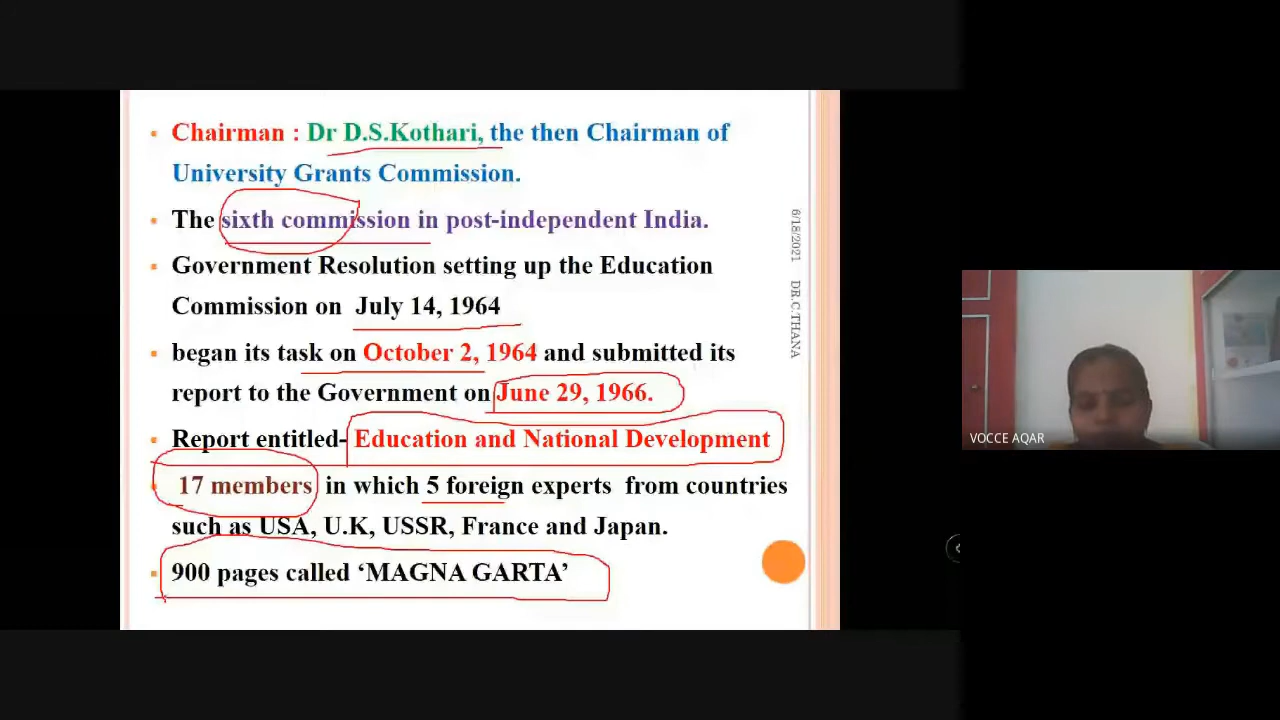 Chairman : Dr D.S.Kothari, the then Chairman of
University Grants Commission.
The sixth commission in post-independent India.
Government Resolution setting up the Education
Commission on July 14, 1964
began its task on October 2, 1964 and submitted its
report to the Government on June 29, 1966.
Report entitled- Education and National Development
17 members in which 5 foreign experts from countries
such as USA, U.K, USSR, France and Japan.
900 pages called ‘MAGNA GARTA’
6/18/2021 DR.C.THANA
VOCCE AQAR